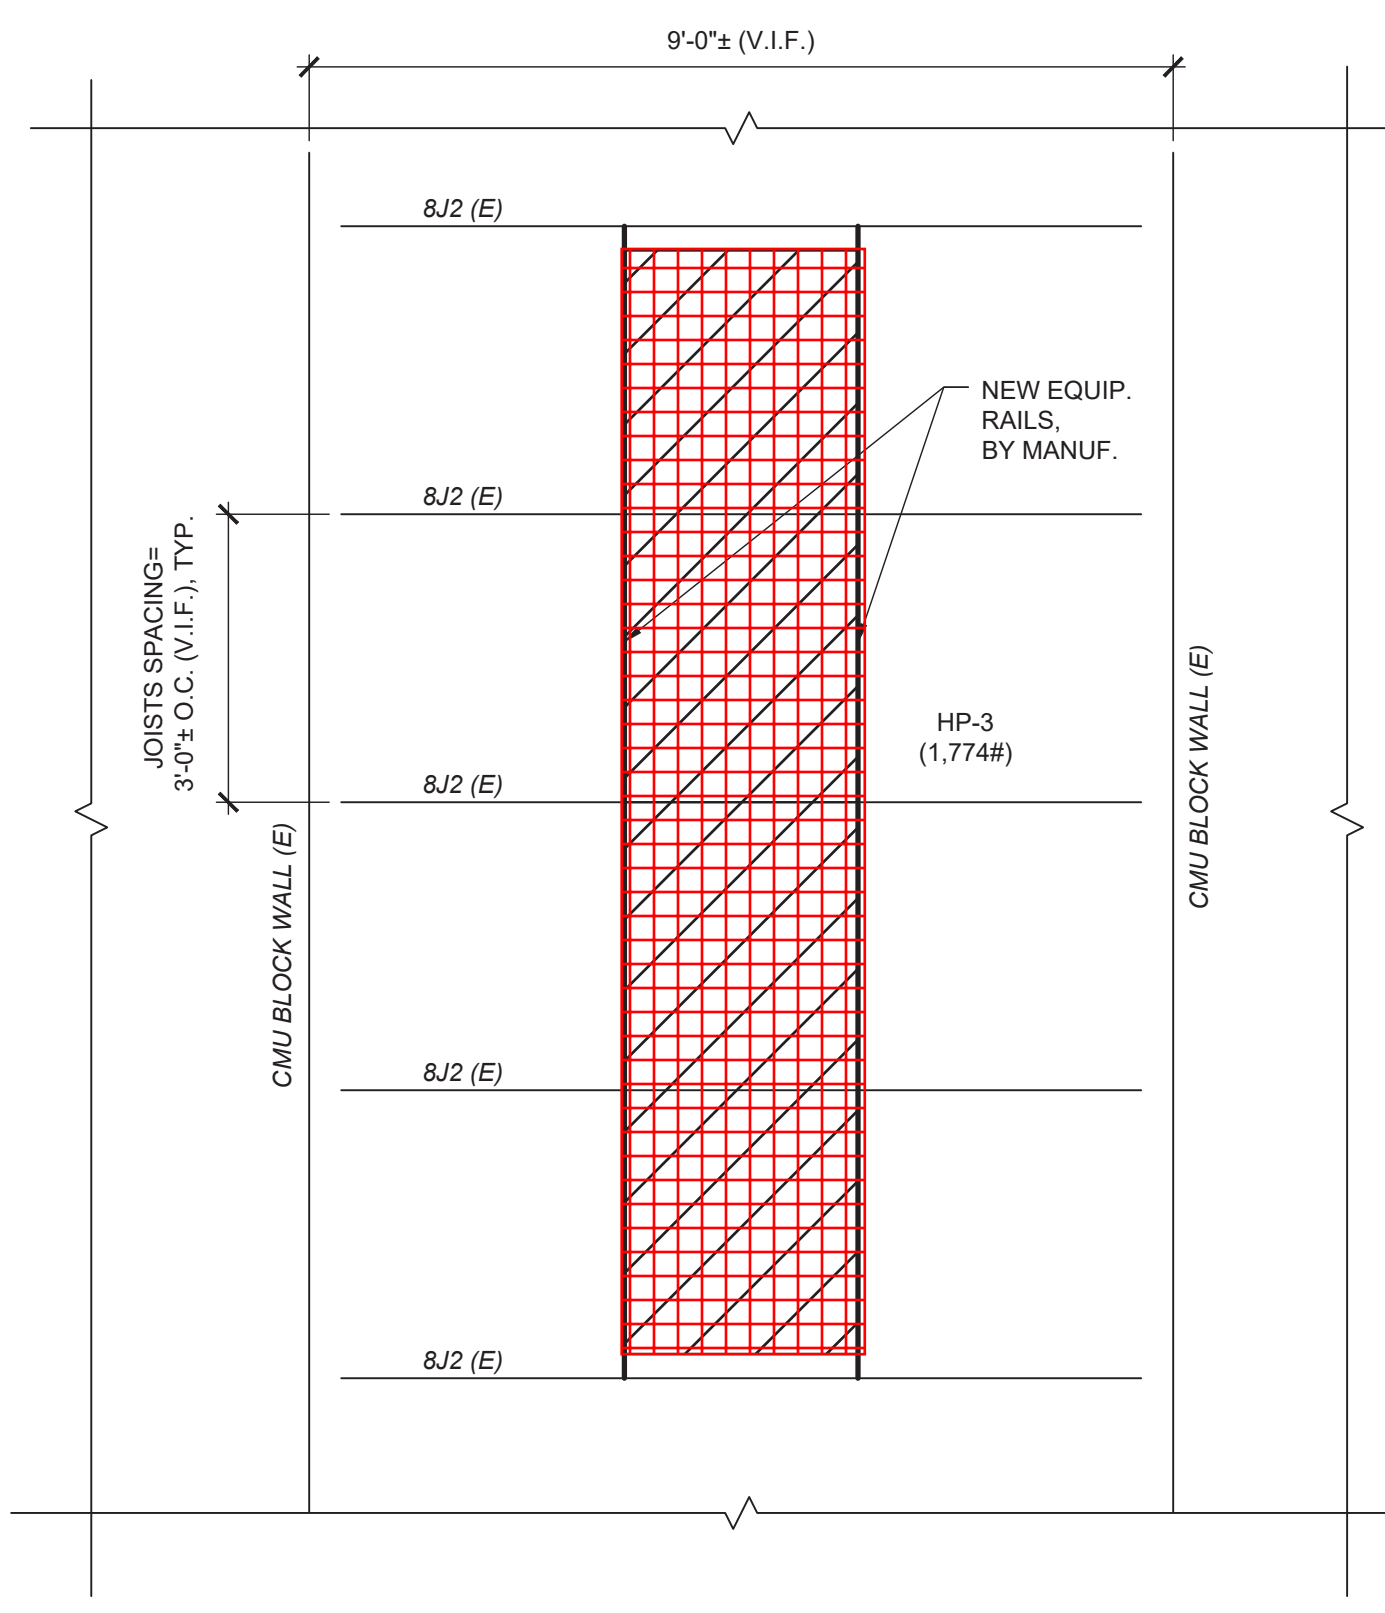 9'-0"± (V.I.F.)
8J2 (E)
NEW EQUIP.
RAILS,
BY MANUF.
8J2 (E)
JOISTS SPACING=
3'-0"± O.C. (V.I.F.), TYP.
CMU BLOCK WALL (E)
HP-3
(1,774#)
8J2 (E)
CMU BLOCK WALL (E)
8J2 (E)
8J2 (E)